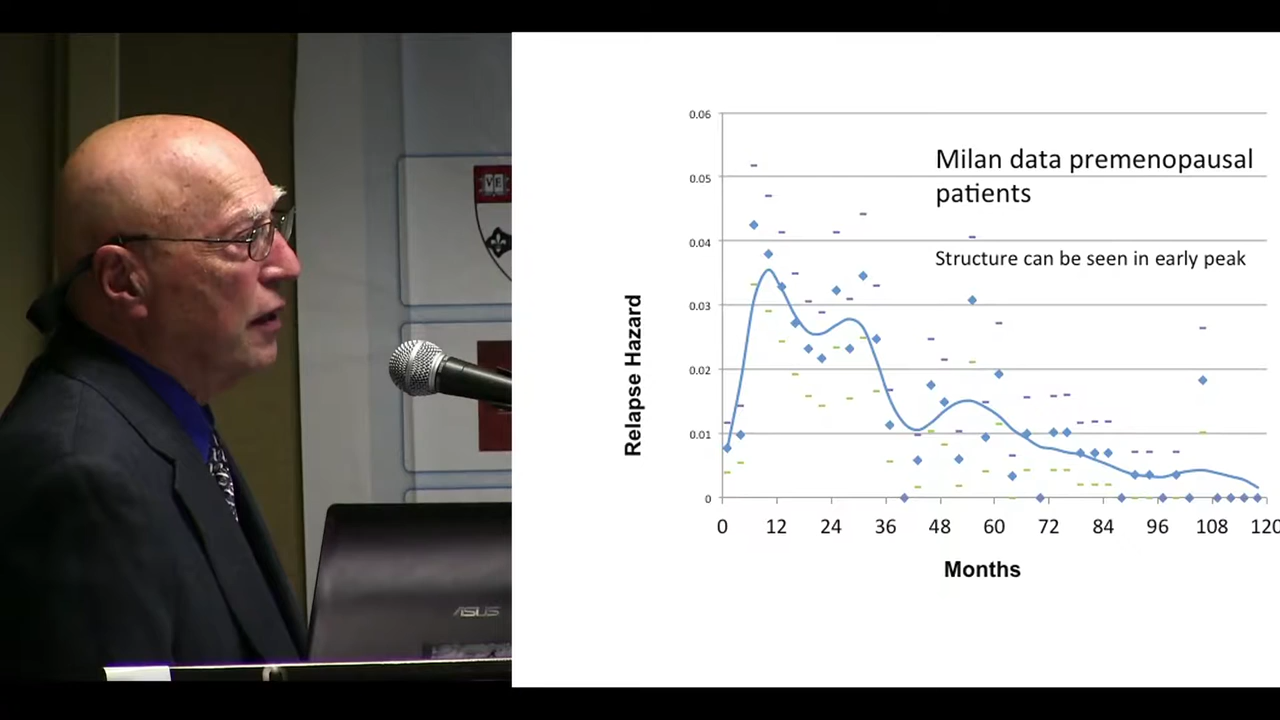 VE
ASUS
0.06
0.05
0.04
0.03
0.02
0.01
0
Relapse Hazard
Milan data premenopausal
patients
Structure can be seen in early peak
0 12 24 36 48 60 72 84 96 108 120
Months